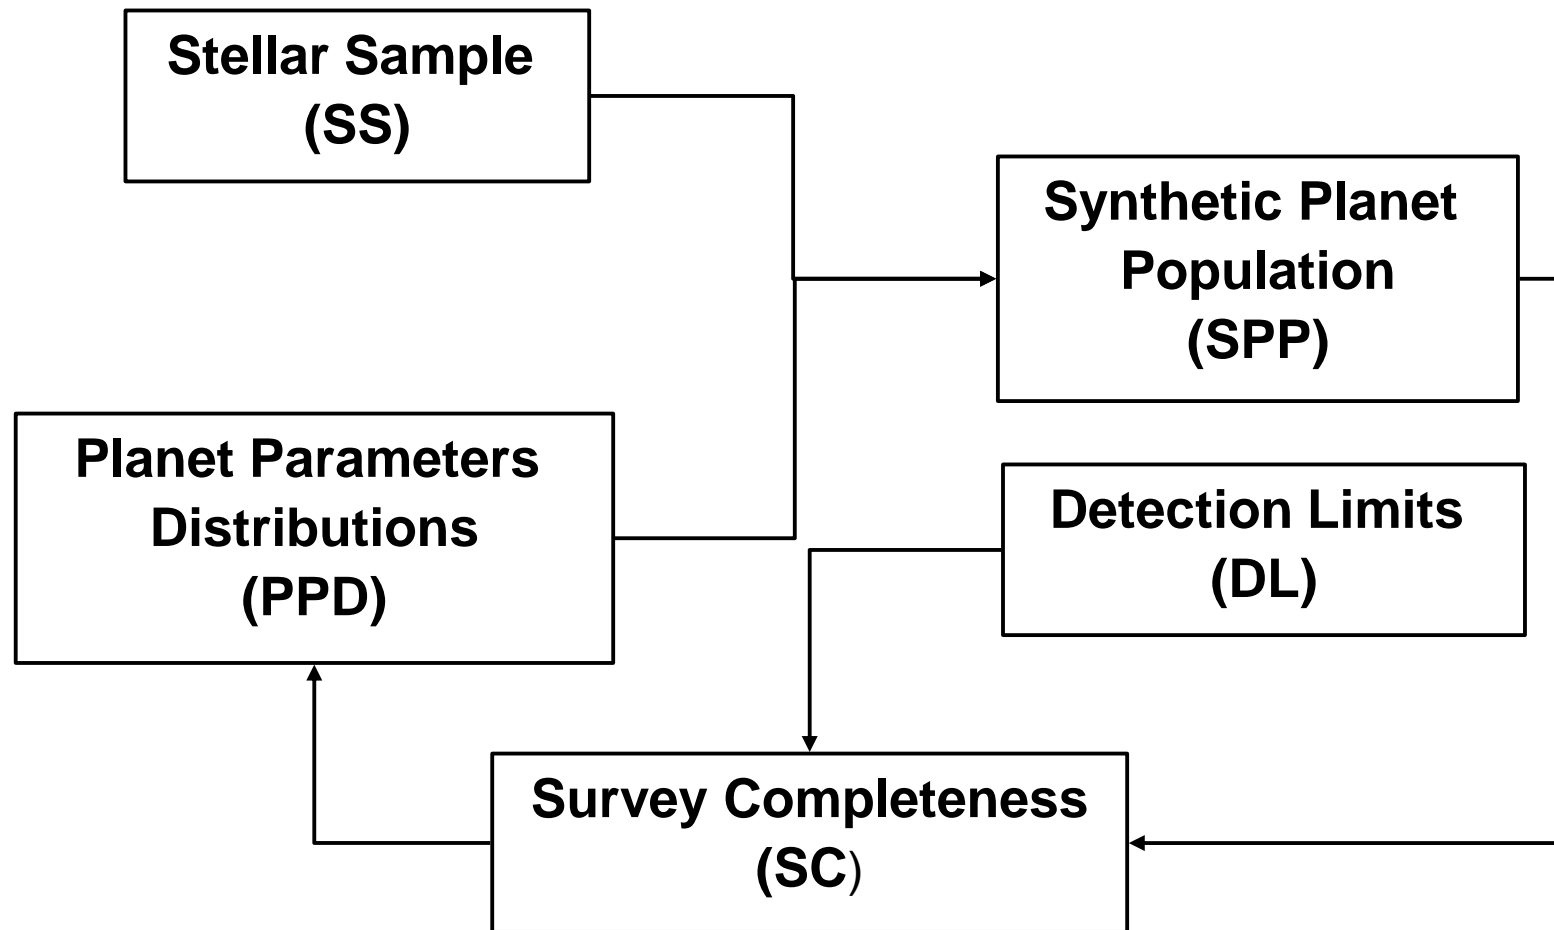 Stellar Sample
(SS)
Synthetic Planet
Population
(SPP)
Planet Parameters
Distributions
(PPD)
Detection Limits
(DL)
Survey Completeness
(SC)